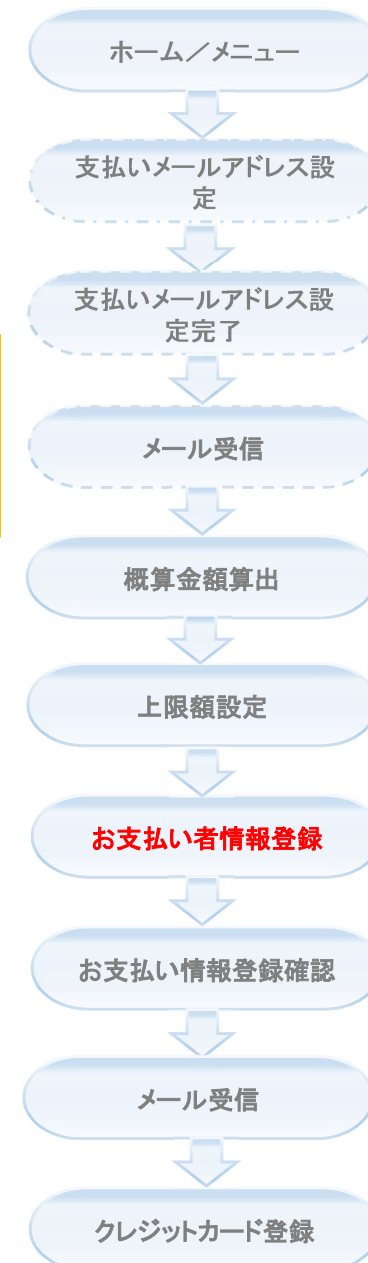 ホーム／メニュー
支払いメールアドレス設
定
支払いメールアドレス設
定完了
メール受信
概算金額算出
上限額設定
お支払い者情報登録
お支払い情報登録確認
メール受信
クレジットカード登録